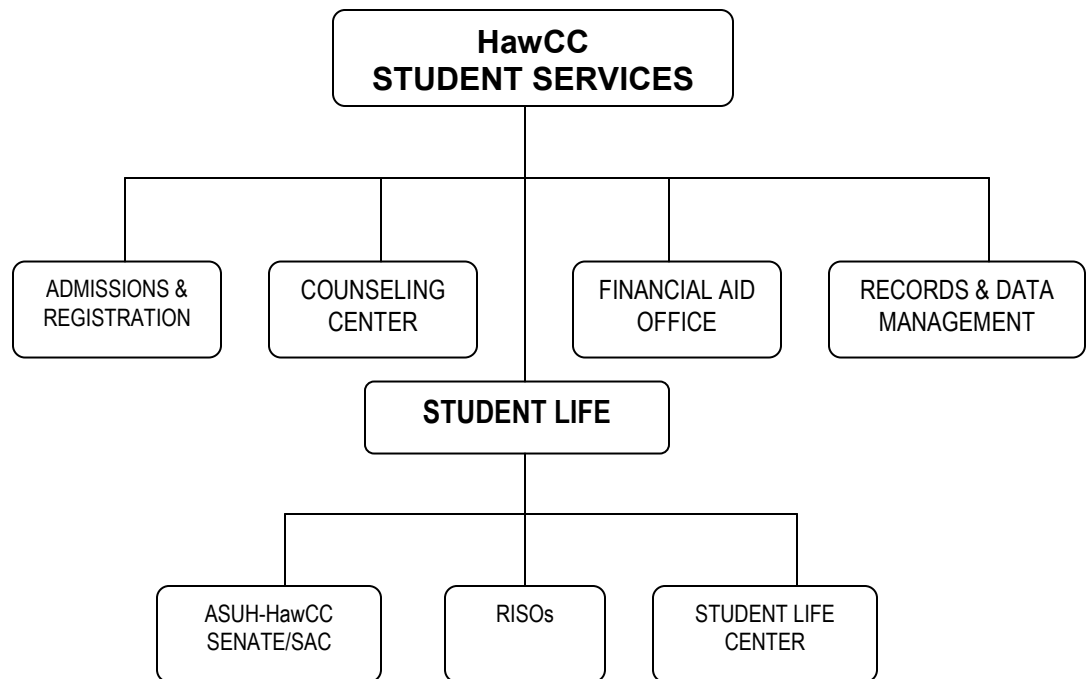 HawCC
STUDENT SERVICES
ADMISSIONS &
REGISTRATION
COUNSELING
CENTER
FINANCIAL AID
OFFICE
RECORDS & DATA
MANAGEMENT
STUDENT LIFE
ASUH-HawCC
SENATE/SAC
RISOs
STUDENT LIFE
CENTER